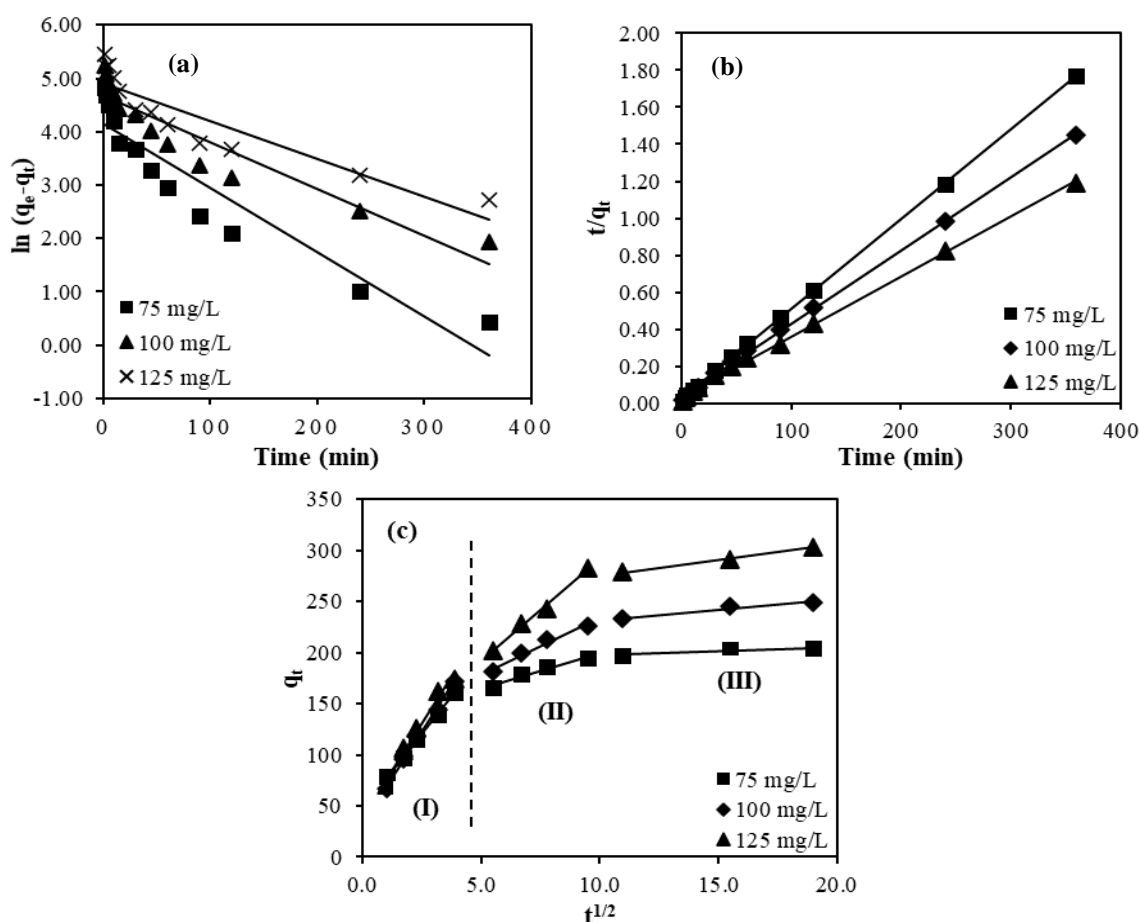 6.00
5.00
4.00
3.00
2.00
1.00
0.00
-1.00
ln (qe-qt)
(a)
75 mg/L
100 mg/L
125 mg/L
0
100
200
300
400
Time (min)
2.00
1.80
1.60
1.40
1.20
1.00
0.80
0.60
0.40
0.20
0.00
t/qt
(b)
75 mg/L
100 mg/L
125 mg/L
0
100
200
300
400
Time (min)
350
300
250
200
150
100
50
0
qt
(c)
(I)
(II)
(III)
75 mg/L
100 mg/L
125 mg/L
0.0
5.0
10.0
15.0
20.0
t1/2